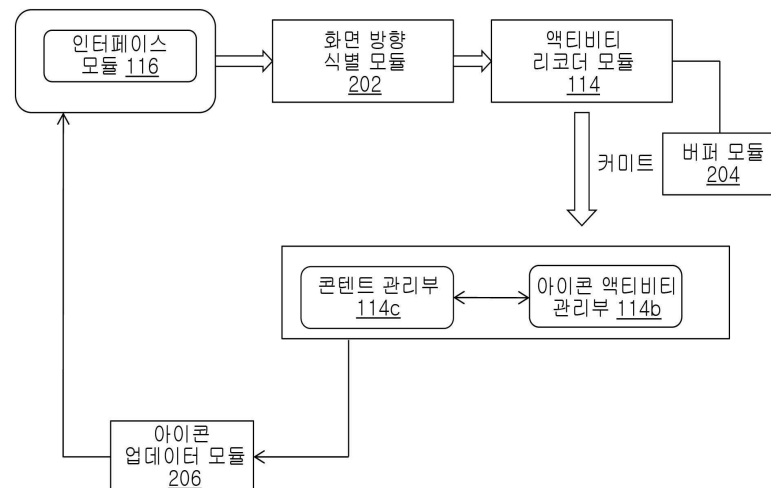 인터페이스
모듈 116
화면 방향
식별 모듈
202
액티비티
리코더 모듈
114
커미트
버퍼 모듈
204
콘텐트 관리부
114c
아이콘 액티비티
관리부 114b
아이콘
업데이터 모듈
206